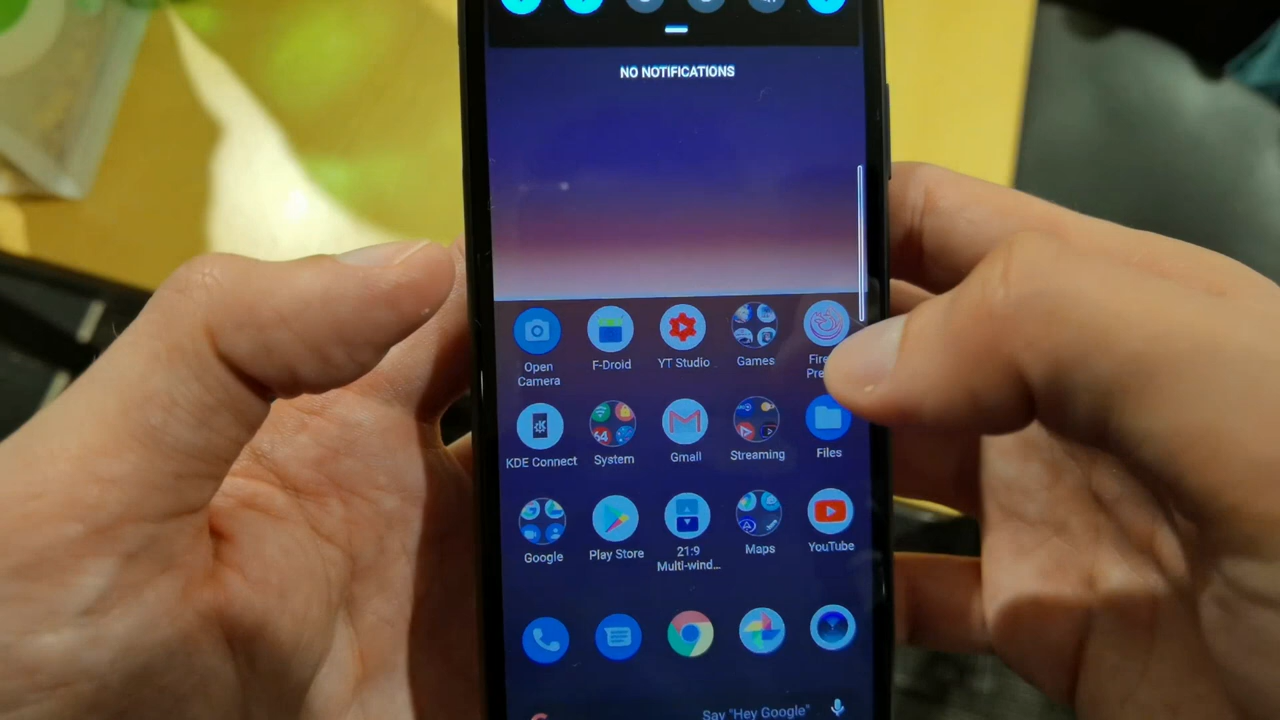 NO NOTIFICATIONS
Open Camera
F-Droid
YT Studio
Games
KDE Connect
System
64
Gmail
Streaming
Files
Google
Play Store
21:9
Multi-wind...
Maps
YouTube
Say "Hey Google"